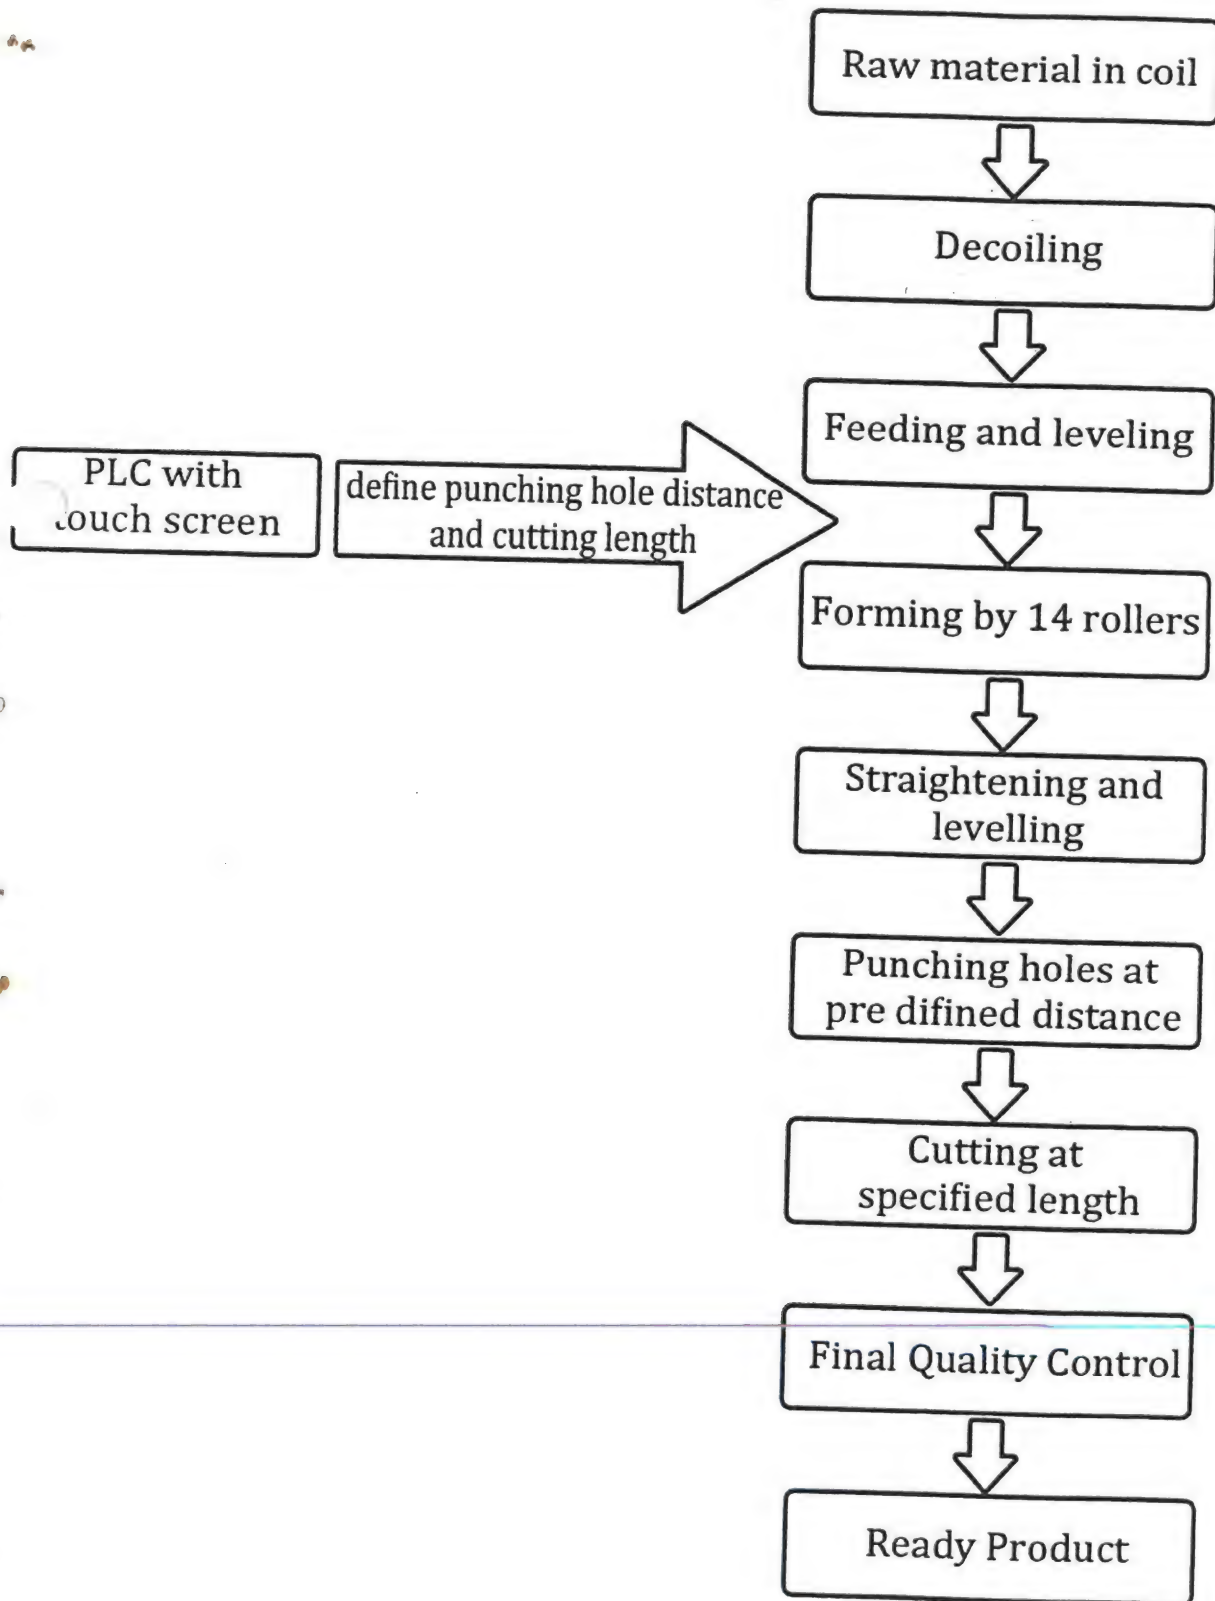 Raw material in coil
Decoiling
Feeding and leveling
PLC with
touch screen
define punching hole distance
and cutting length
Forming by 14 rollers
Straightening and
levelling
Punching holes at
pre difined distance
Cutting at
specified length
Final Quality Control
Ready Product